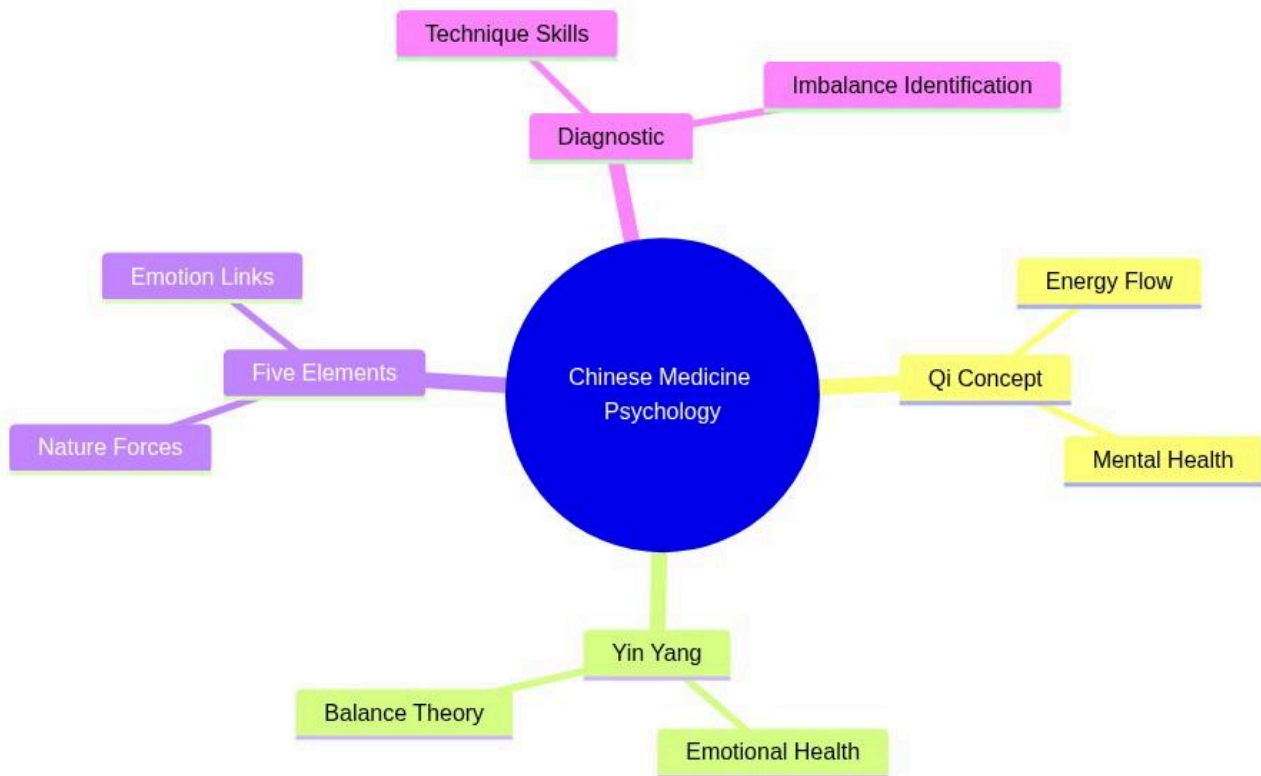 Technique Skills
Imbalance Identification
Diagnostic
Emotion Links
Energy Flow
Five Elements
Chinese Medicine
Psychology
Qi Concept
Nature Forces
Mental Health
Yin Yang
Balance Theory
Emotional Health